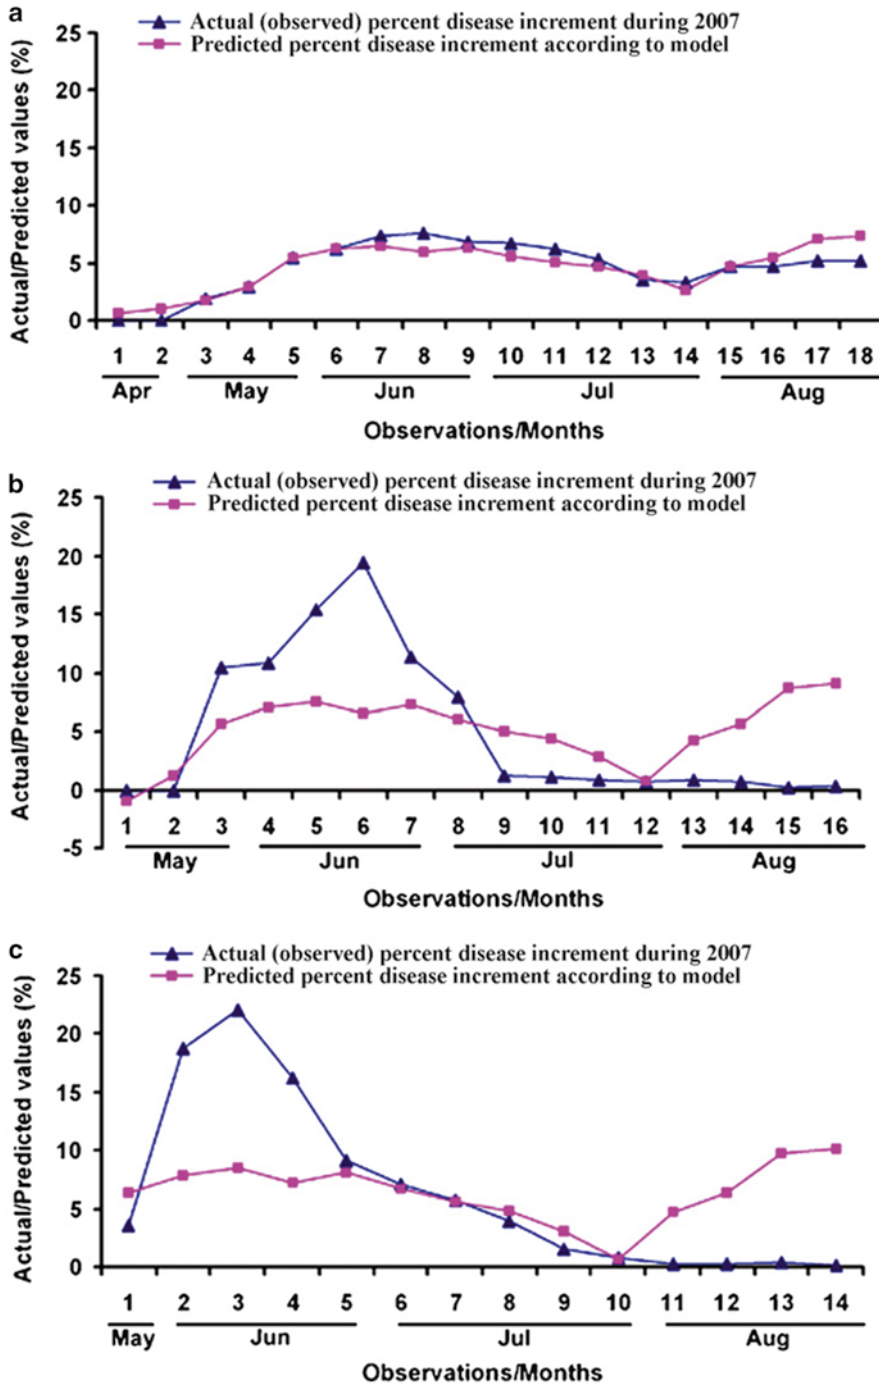 a
Actual (observed) percent disease increment during 2007
Predicted percent disease increment according to model
Actual/Predicted values (%)
25
20
15
10
5
0
1 2 3 4 5 6 7 8 9 10 11 12 13 14 15 16 17 18
Apr May Jun Jul Aug
Observations/Months
b
Actual (observed) percent disease increment during 2007
Predicted percent disease increment according to model
Actual/Predicted values (%)
25
20
15
10
5
0
-5
1 2 3 4 5 6 7 8 9 10 11 12 13 14 15 16
May Jun Jul Aug
Observations/Months
c
Actual (observed) percent disease increment during 2007
Predicted percent disease increment according to model
Actual/Predicted values (%)
25
20
15
10
5
0
1 2 3 4 5 6 7 8 9 10 11 12 13 14
May Jun Jul Aug
Observations/Months